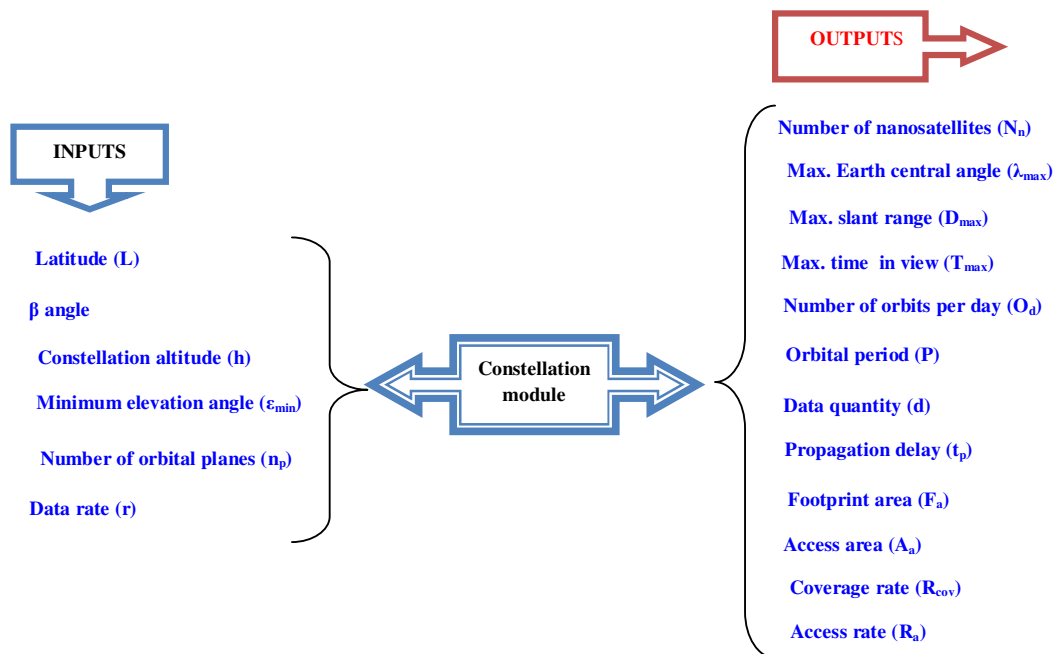 INPUTS
Latitude (L)
β angle
Constellation altitude (h)
Minimum elevation angle (εmin)
Number of orbital planes (np)
Data rate (r)
Constellation
module
OUTPUTS
Number of nanosatellites (Nn)
Max. Earth central angle (λmax)
Max. slant range (Dmax)
Max. time in view (Tmax)
Number of orbits per day (Od)
Orbital period (P)
Data quantity (d)
Propagation delay (tp)
Footprint area (Fa)
Access area (Aa)
Coverage rate (Rcov)
Access rate (Ra)